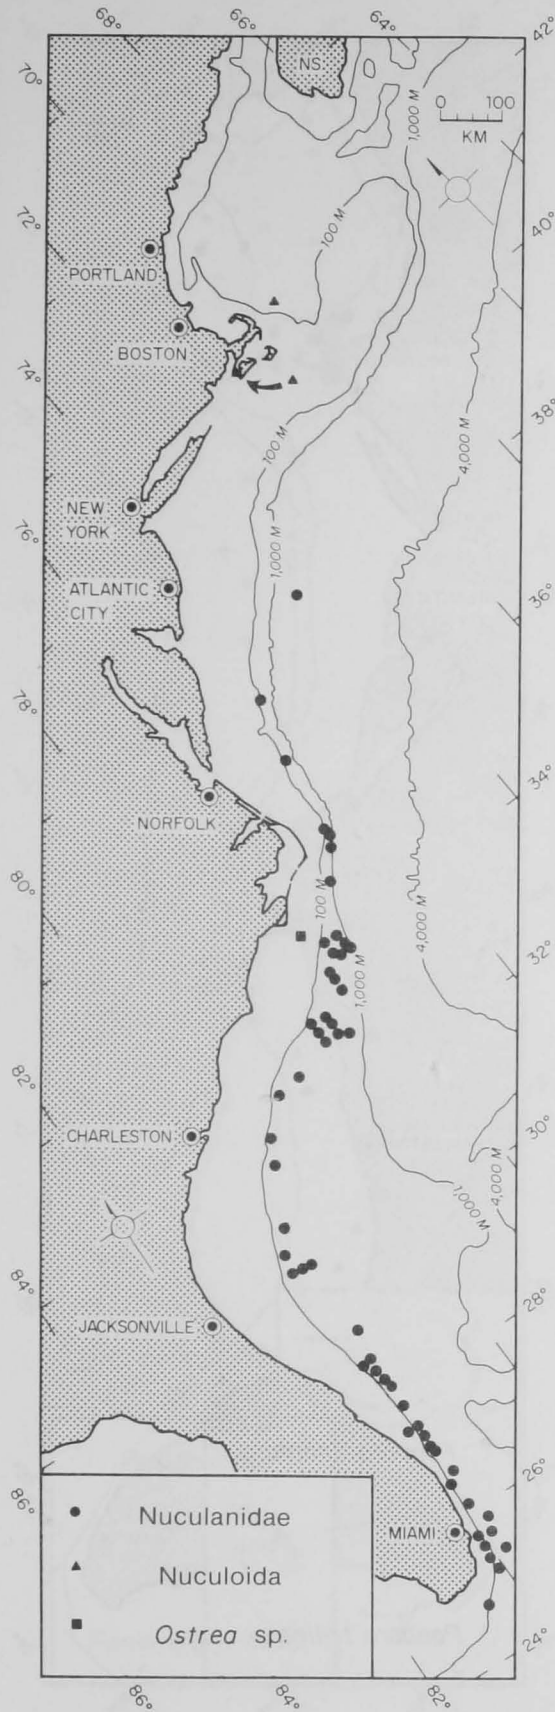 68°
66°
64°
42°
70°
NS.
0 100
KM
1,000 M
72°
100 M
40°
PORTLAND
BOSTON
74°
38°
100 M
4,000 M
NEW
YORK
1,000 M
76°
ATLANTIC
CITY
36°
78°
34°
NORFOLK
80°
100 M
4,000 M
32°
1,000 M
82°
30°
CHARLESTON
1,000 M
4,000 M
84°
28°
JACKSONVILLE
86°
26°
Nuculanidae
MIAMI
Nuculoida
Ostrea sp.
24°
86°
84°
82°